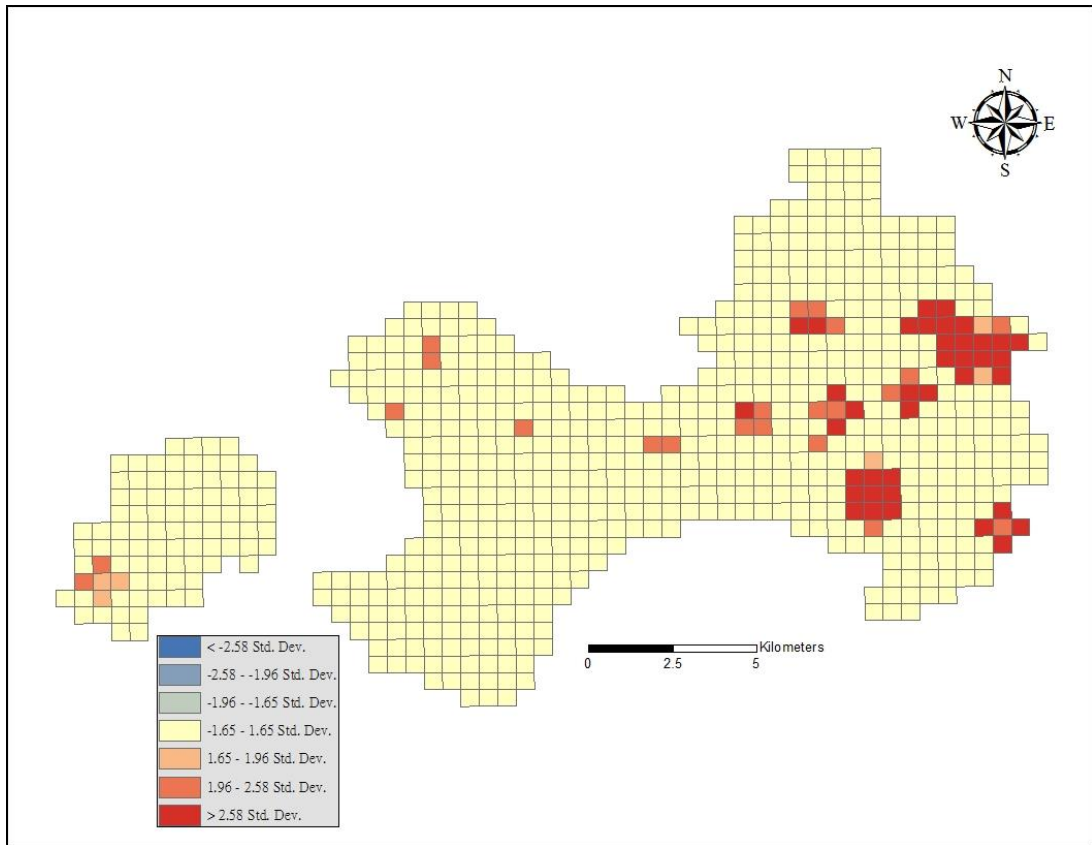 N
W E
S
< -2.58 Std. Dev.
-2.58 - -1.96 Std. Dev.
-1.96 - -1.65 Std. Dev.
-1.65 - 1.65 Std. Dev.
1.65 - 1.96 Std. Dev.
1.96 - 2.58 Std. Dev.
> 2.58 Std. Dev.
Kilometers
0 2.5 5